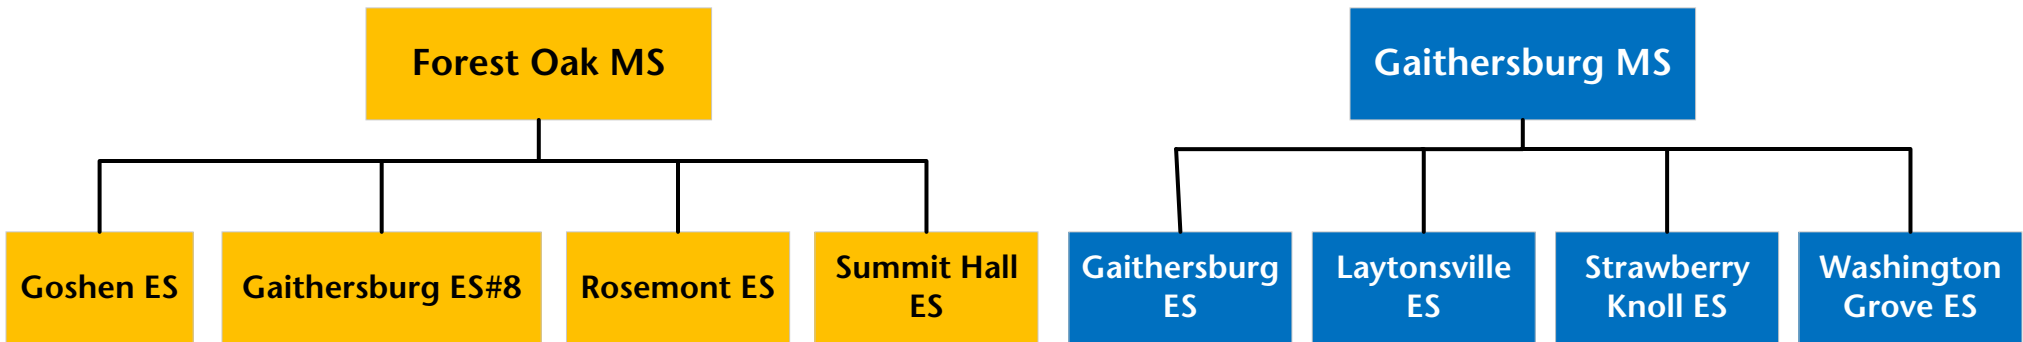 Forest Oak MS
Gaithersburg MS
Goshen ES
Gaithersburg ES#8
Rosemont ES
Summit Hall
ES
Gaithersburg
ES
Laytonsville
ES
Strawberry
Knoll ES
Washington
Grove ES